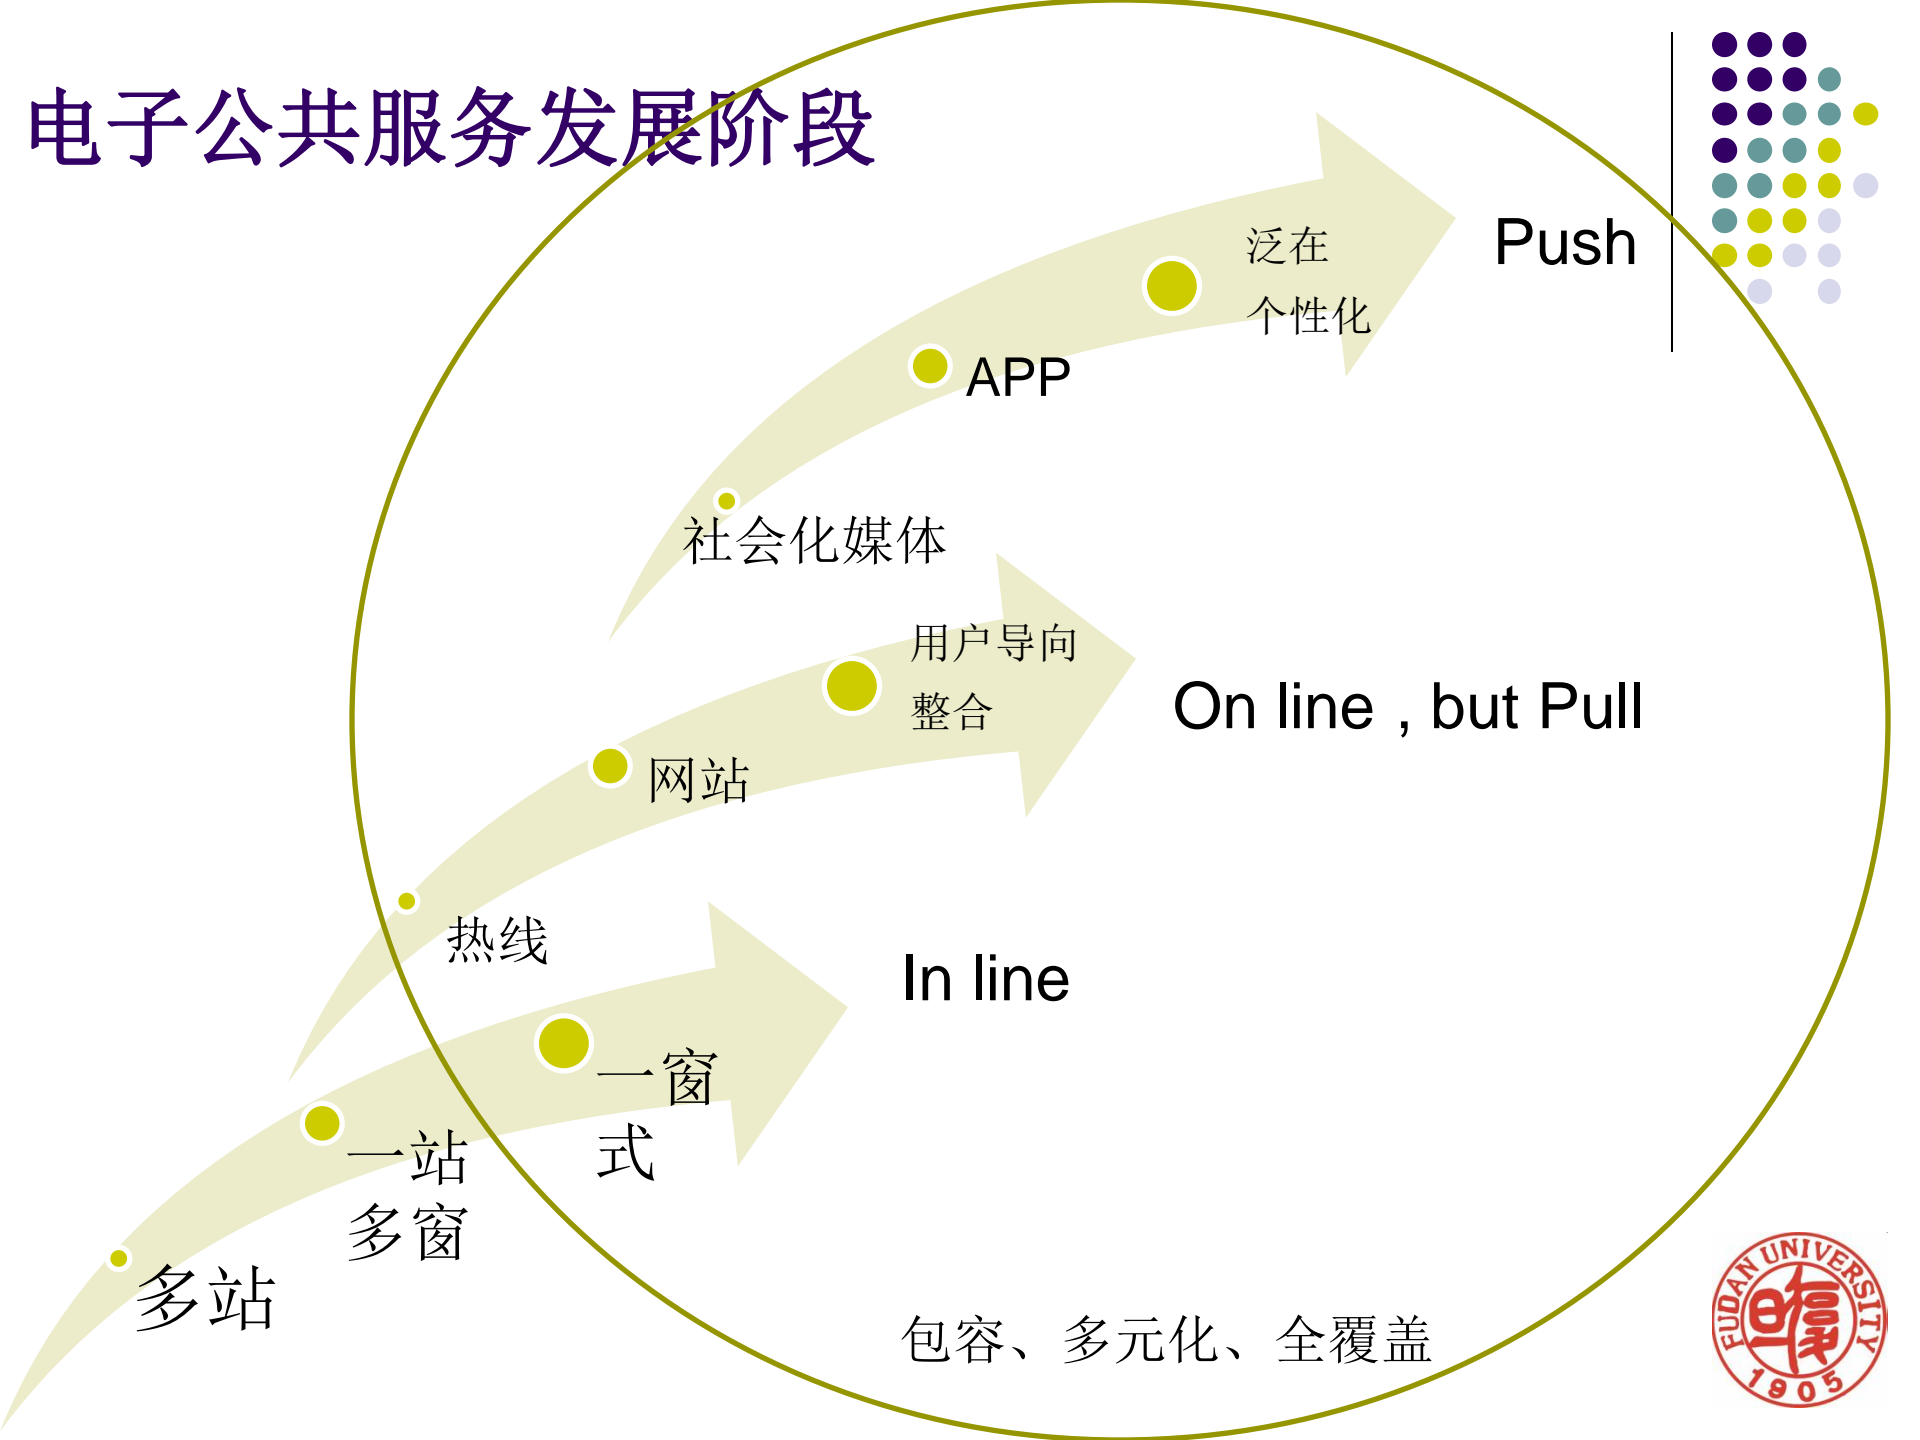 电子公共服务发展阶段
Push
泛在
个性化
APP
社会化媒体
On line , but Pull
用户导向
整合
网站
热线
In line
一窗
式
一站
多窗
多站
包容、多元化、全覆盖
FUDAN UNIVERSITY
1905